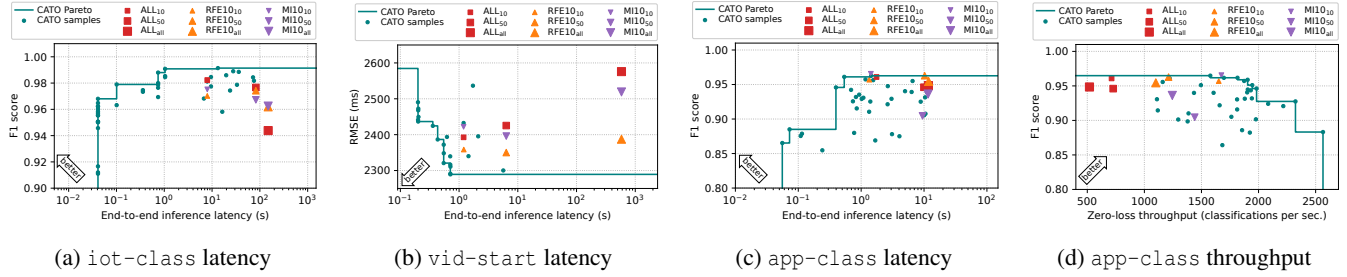 CATO Pareto
CATO samples
ALL10
ALL50
ALLall
RFE1010
RFE1050
RFE10all
MI1010
MI1050
MI10all
F1 score
1.00
0.98
0.96
0.94
0.92
0.90
better
10−2 10−1 100 101 102 103
End-to-end inference latency (s)
(a) iot-class latency
CATO Pareto
CATO samples
ALL10
ALL50
ALLall
RFE1010
RFE1050
RFE10all
MI1010
MI1050
MI10all
RMSE (ms)
2600
2500
2400
2300
better
10−1 100 101 102 103
End-to-end inference latency (s)
(b) vid-start latency
CATO Pareto
CATO samples
ALL10
ALL50
ALLall
RFE1010
RFE1050
RFE10all
MI1010
MI1050
MI10all
F1 score
1.00
0.95
0.90
0.85
0.80
better
10−2 10−1 100 101 102
End-to-end inference latency (s)
(c) app-class latency
CATO Pareto
CATO samples
ALL10
ALL50
ALLall
RFE1010
RFE1050
RFE10all
MI1010
MI1050
MI10all
F1 score
1.00
0.95
0.90
0.85
0.80
better
500 1000 1500 2000 2500
Zero-loss throughput (classifications per sec.)
(d) app-class throughput